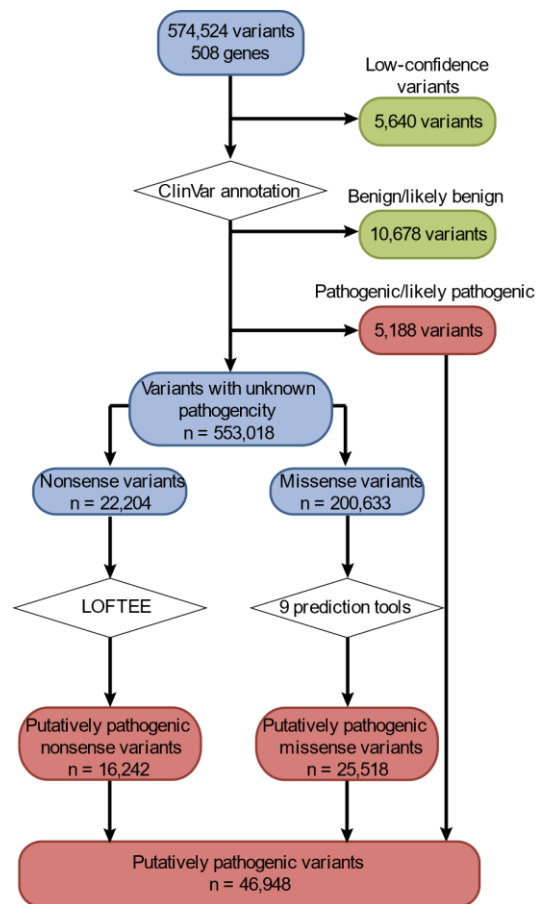 574,524 variants
508 genes
Low-confidence
variants
5,640 variants
ClinVar annotation
Benign/likely benign
10,678 variants
Pathogenic/likely pathogenic
5,188 variants
Variants with unknown
pathogencity
n = 553,018
Nonsense variants
n = 22,204
Missense variants
n = 200,633
LOFTEE
9 prediction tools
Putatively pathogenic
nonsense variants
n = 16,242
Putatively pathogenic
missense variants
n = 25,518
Putatively pathogenic variants
n = 46,948